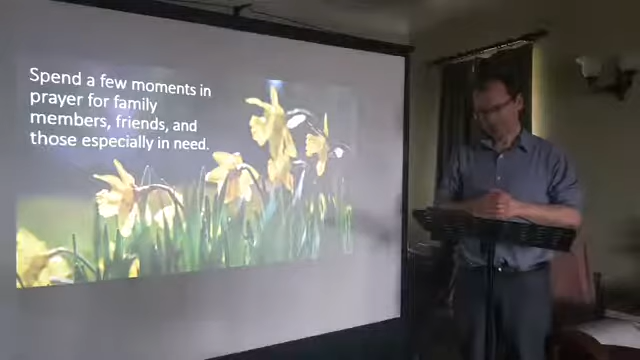 Spend a few moments in
prayer for family
members, friends, and
those especially in need.